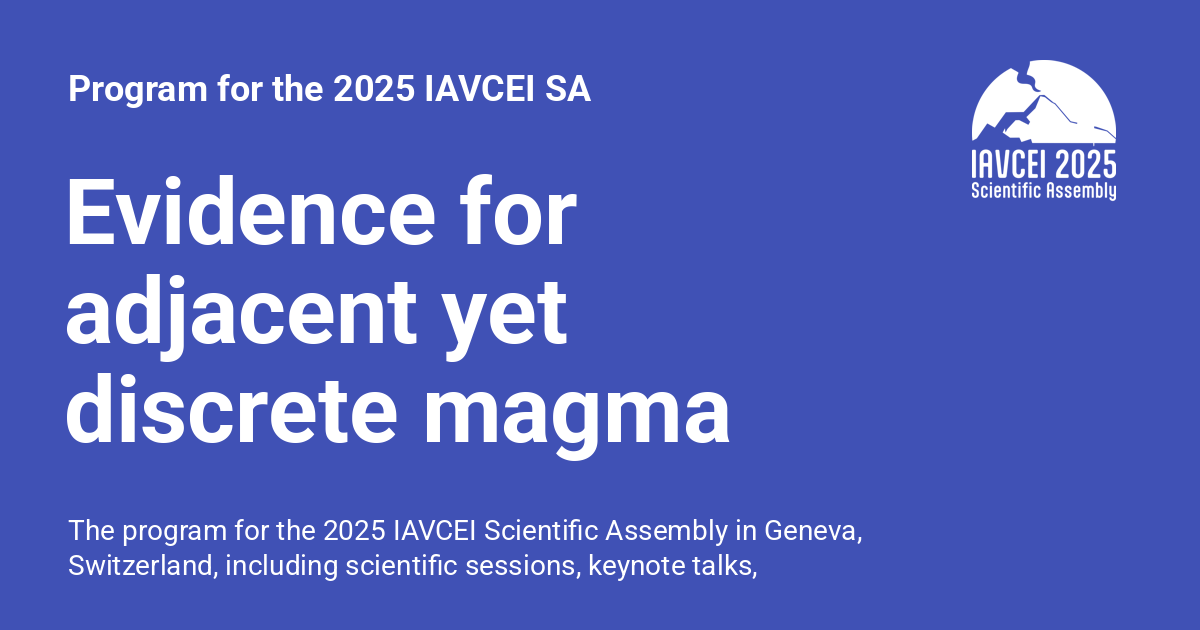 Program for the 2025 IAVCEI SA
IAVCEI 2025
Scientific Assembly
Evidence for
adjacent yet
discrete magma
The program for the 2025 IAVCEI Scientific Assembly in Geneva,
Switzerland, including scientific sessions, keynote talks,